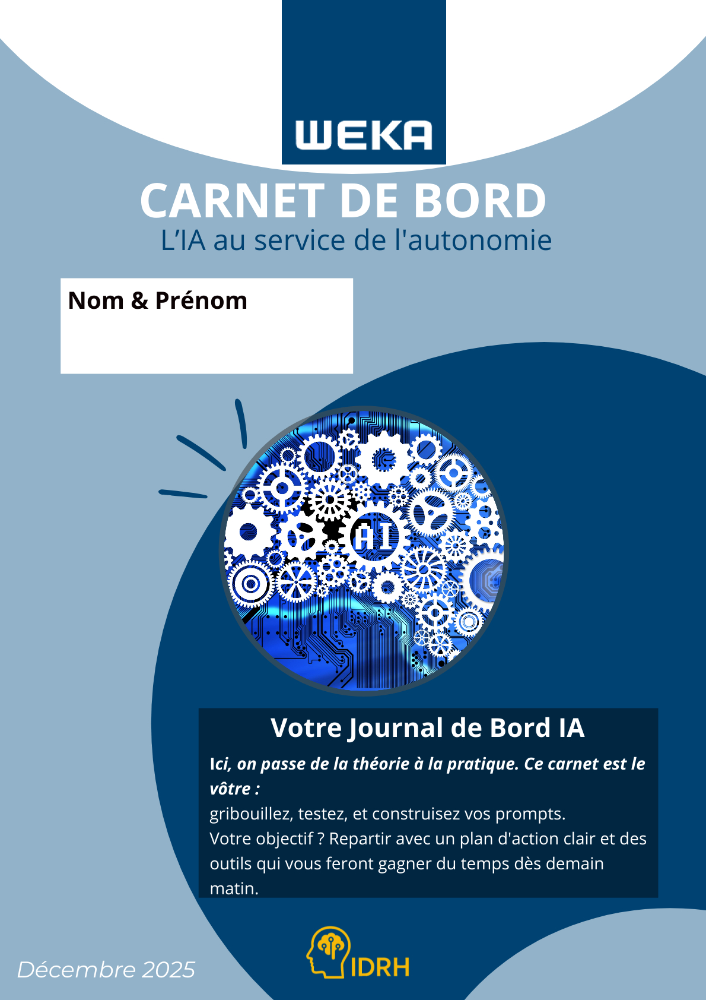 WEKA
CARNET DE BORD
L’IA au service de l'autonomie
Nom & Prénom
AI
Votre Journal de Bord IA
Ici, on passe de la théorie à la pratique. Ce carnet est le
vôtre :
gribouillez, testez, et construisez vos prompts.
Votre objectif ? Repartir avec un plan d'action clair et des
outils qui vous feront gagner du temps dès demain
matin.
IDRH
Décembre 2025